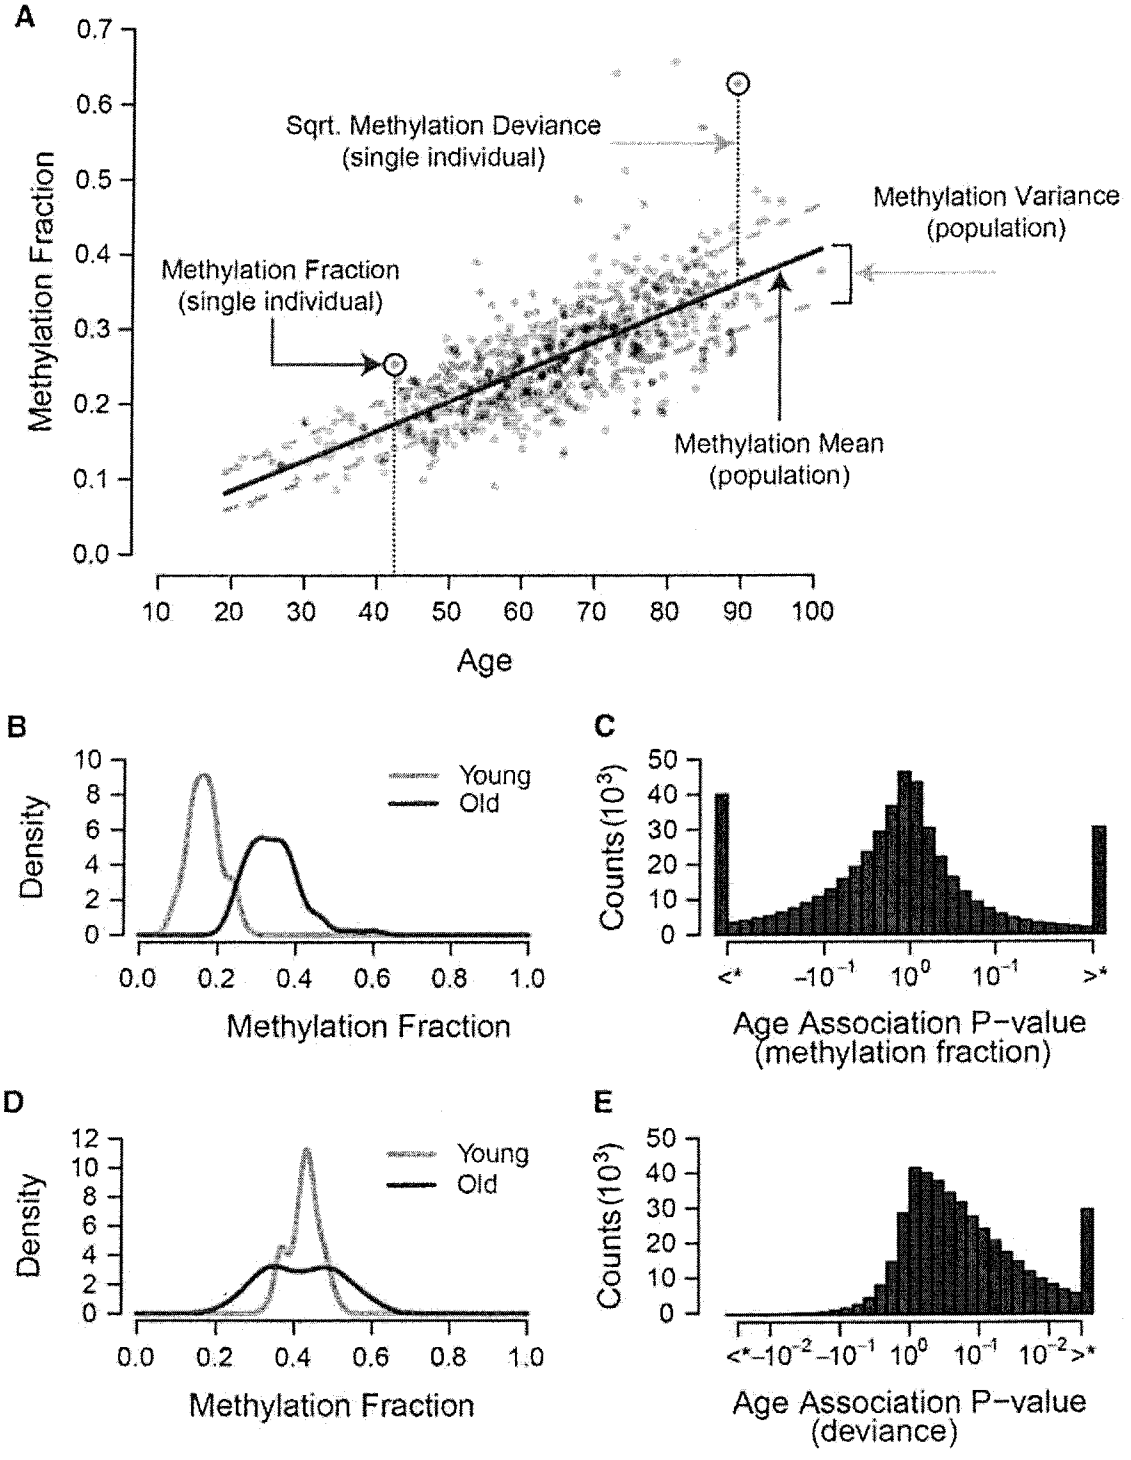 A
0.7
0.6
0.5
0.4
0.3
0.2
0.1
0.0
Methylation Fraction
Sqrt. Methylation Deviance
(single individual)
Methylation Variance
(population)
Methylation Fraction
(single individual)
Methylation Mean
(population)
10 20 30 40 50 60 70 80 90 100
Age
B
10
8
6
4
2
0
Density
Young
Old
0.0 0.2 0.4 0.6 0.8 1.0
Methylation Fraction
C
50
40
30
20
10
0
Counts (10³)
<* −10⁻¹ 10⁰ 10⁻¹ >*
Age Association P−value
(methylation fraction)
D
12
10
8
6
4
2
0
Density
Young
Old
0.0 0.2 0.4 0.6 0.8 1.0
Methylation Fraction
E
50
40
30
20
10
0
Counts (10³)
<* −10⁻² −10⁻¹ 10⁰ 10⁻¹ 10⁻² >*
Age Association P−value
(deviance)